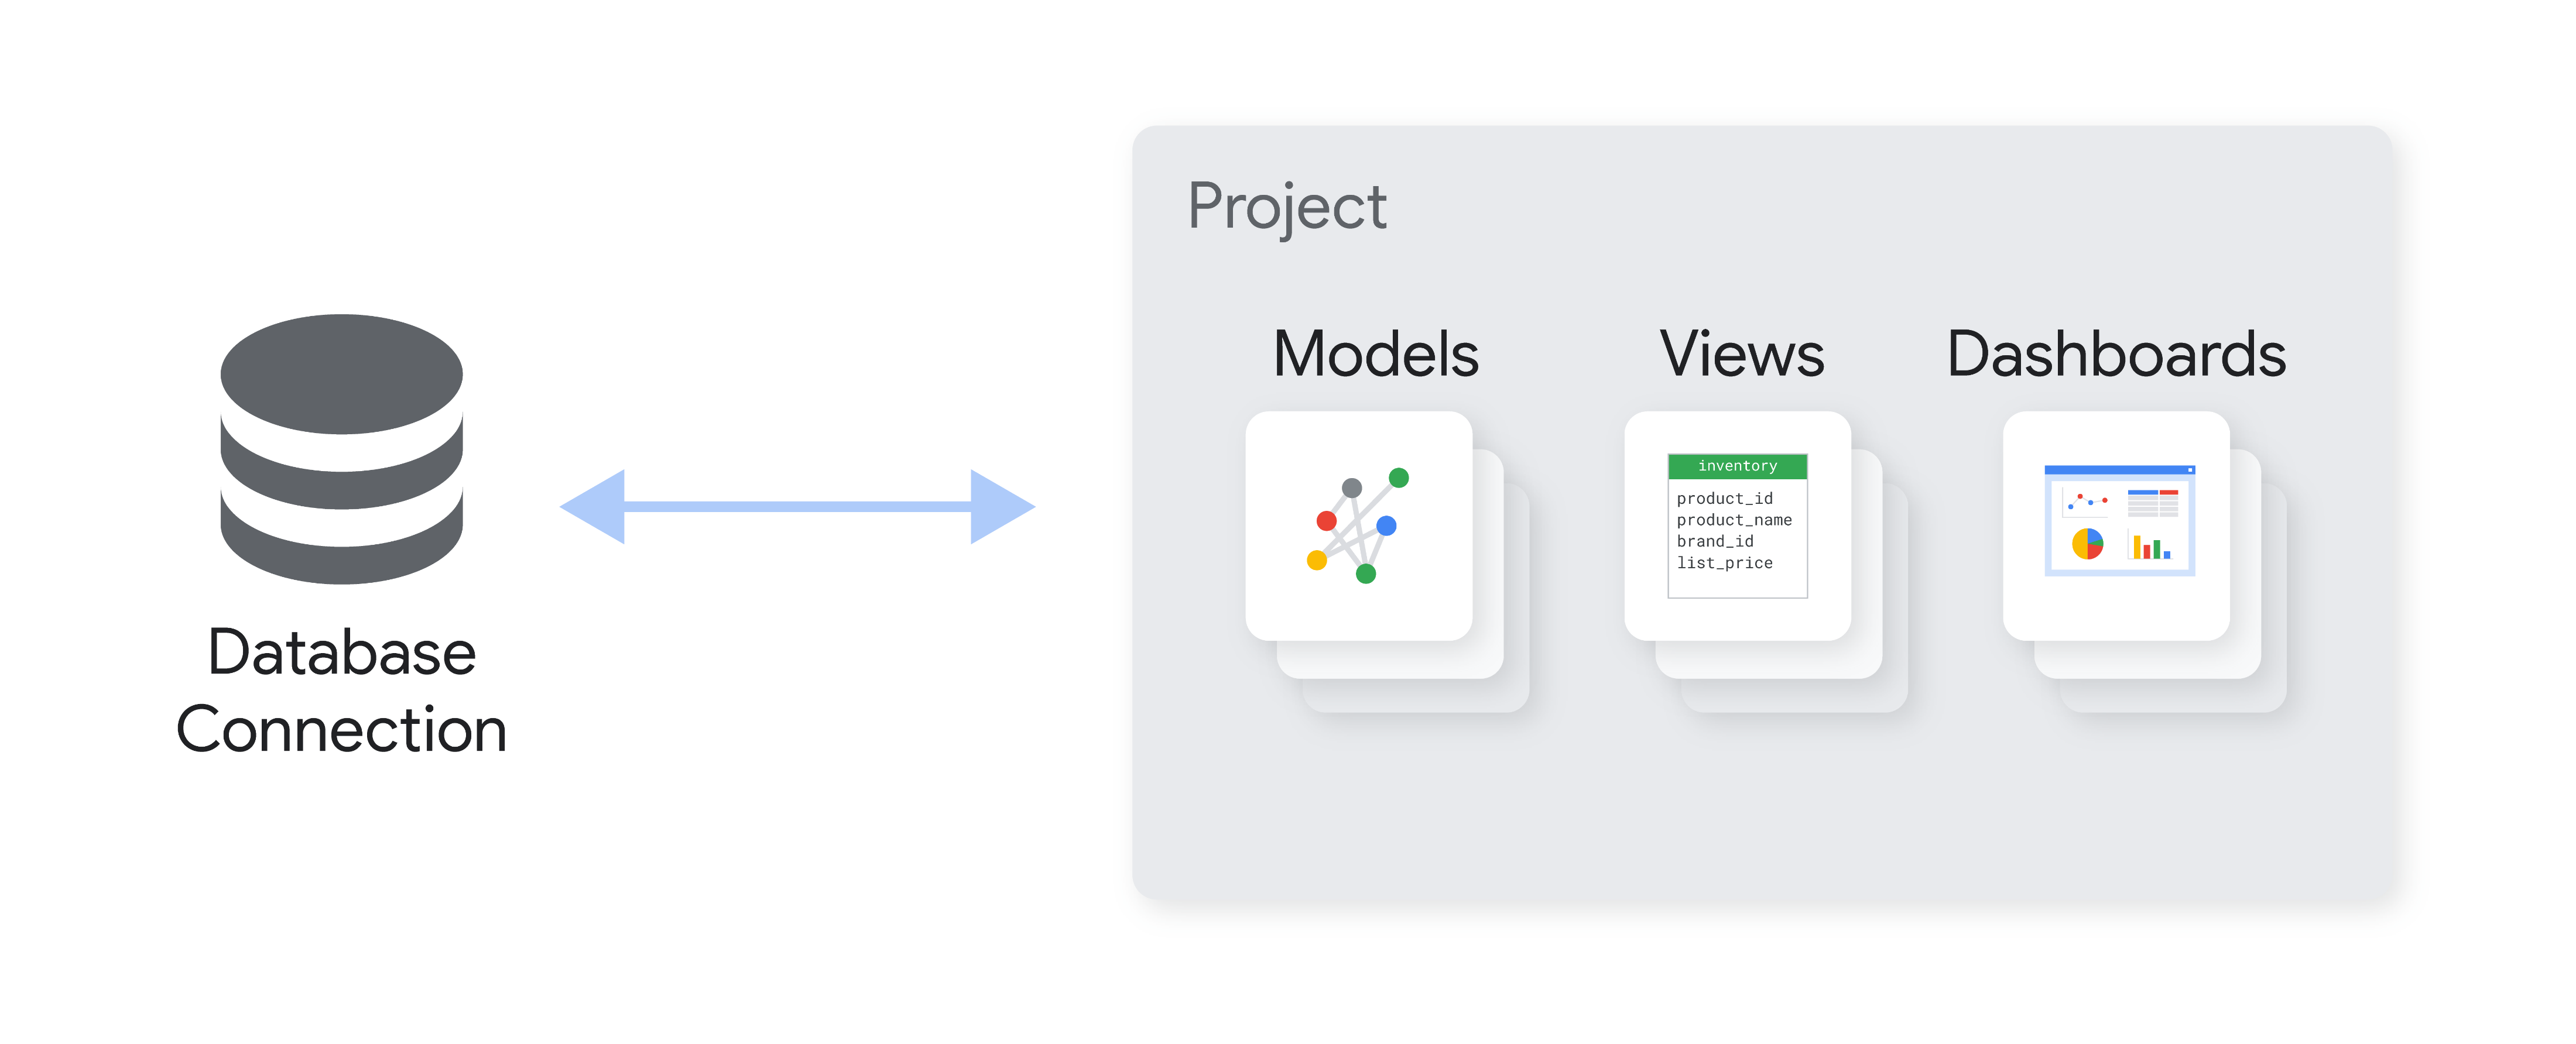 Project
Models
Views
Dashboards
inventory
product_id
product_name
brand_id
list_price
Database
Connection